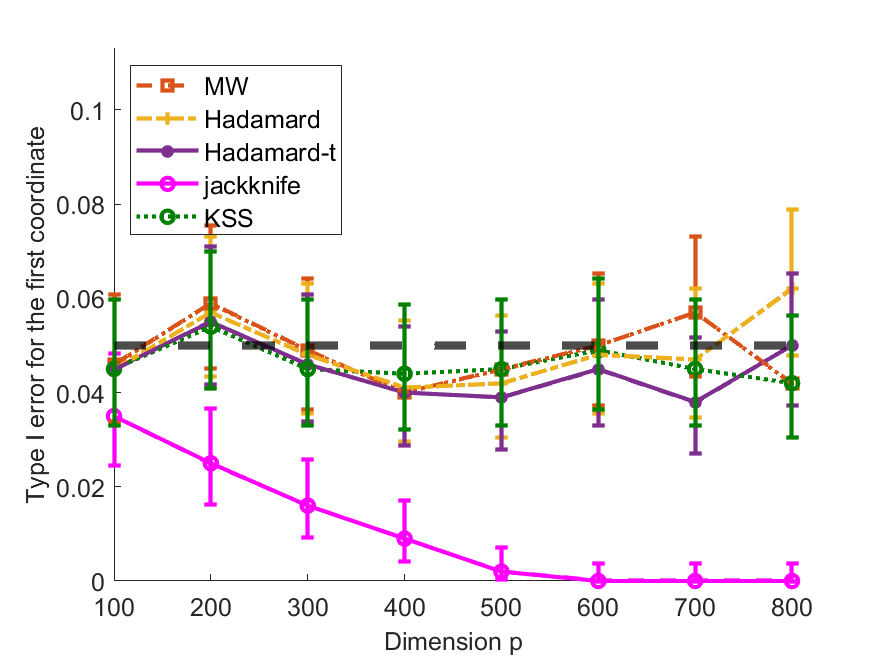 MW
Hadamard
Hadamard-t
jackknife
KSS
0.1
0.08
0.06
0.04
0.02
0
100 200 300 400 500 600 700 800
Type I error for the first coordinate
Dimension p